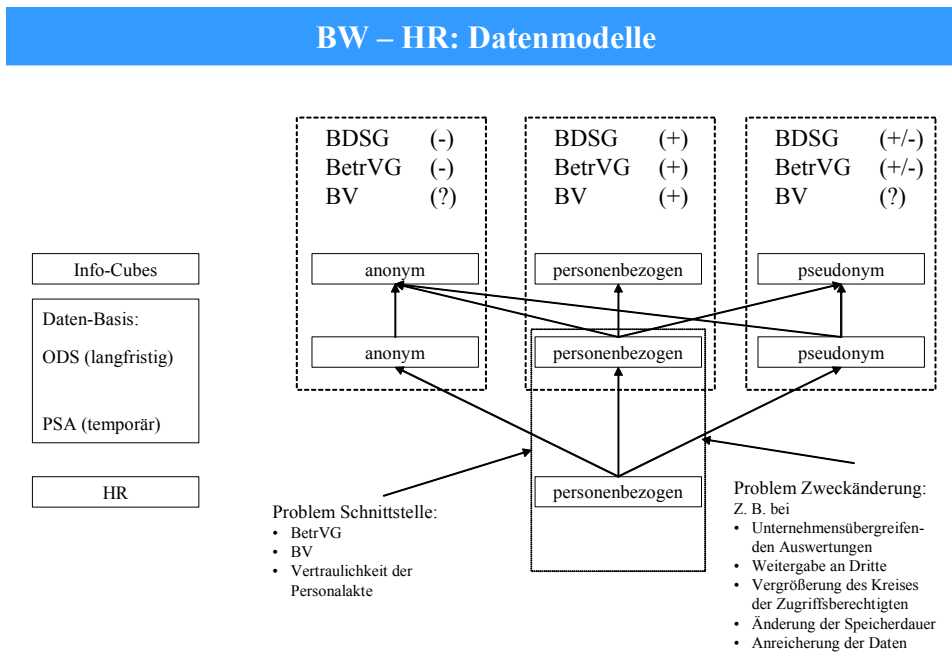 BW – HR: Datenmodelle
BDSG (-)
BetrVG (-)
BV (?)
BDSG (+)
BetrVG (+)
BV (+)
BDSG (+/-)
BetrVG (+/-)
BV (?)
Info-Cubes
anonym
personenbezogen
pseudonym
Daten-Basis:
ODS (langfristig)
PSA (temporär)
anonym
personenbezogen
pseudonym
HR
personenbezogen
Problem Schnittstelle:
• BetrVG
• BV
• Vertraulichkeit der
Personalakte
Problem Zweckänderung:
Z. B. bei
• Unternehmensübergreifen-
den Auswertungen
• Weitergabe an Dritte
• Vergrößerung des Kreises
der Zugriffsberechtigten
• Änderung der Speicherdauer
• Anreicherung der Daten